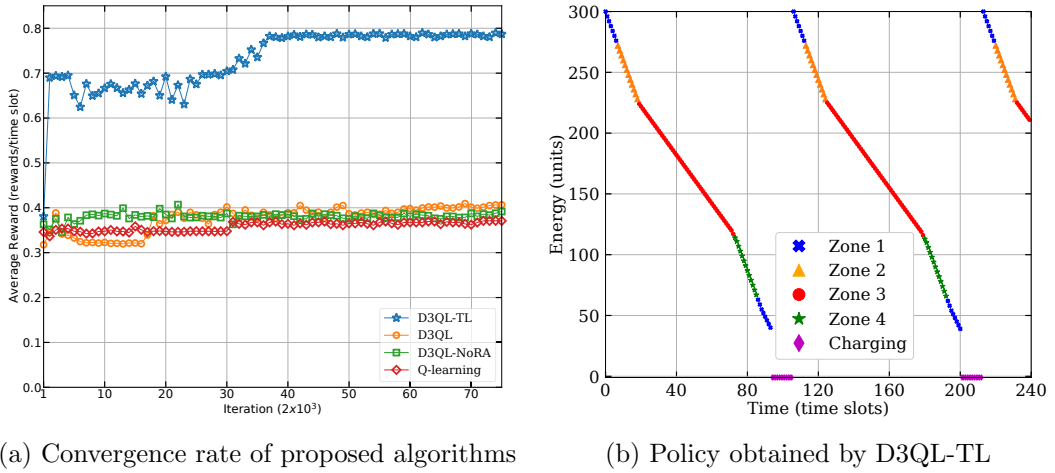 0.8
0.7
0.6
0.5
0.4
0.3
0.2
0.1
0.0
Average Reward (rewards/time slot)
1 10 20 30 40 50 60 70
Iteration (2x10³)
D3QL-TL
D3QL
D3QL-NoRA
Q-learning
300
250
200
150
100
50
0
Energy (units)
0 40 80 120 160 200 240
Time (time slots)
Zone 1
Zone 2
Zone 3
Zone 4
Charging
(a) Convergence rate of proposed algorithms
(b) Policy obtained by D3QL-TL